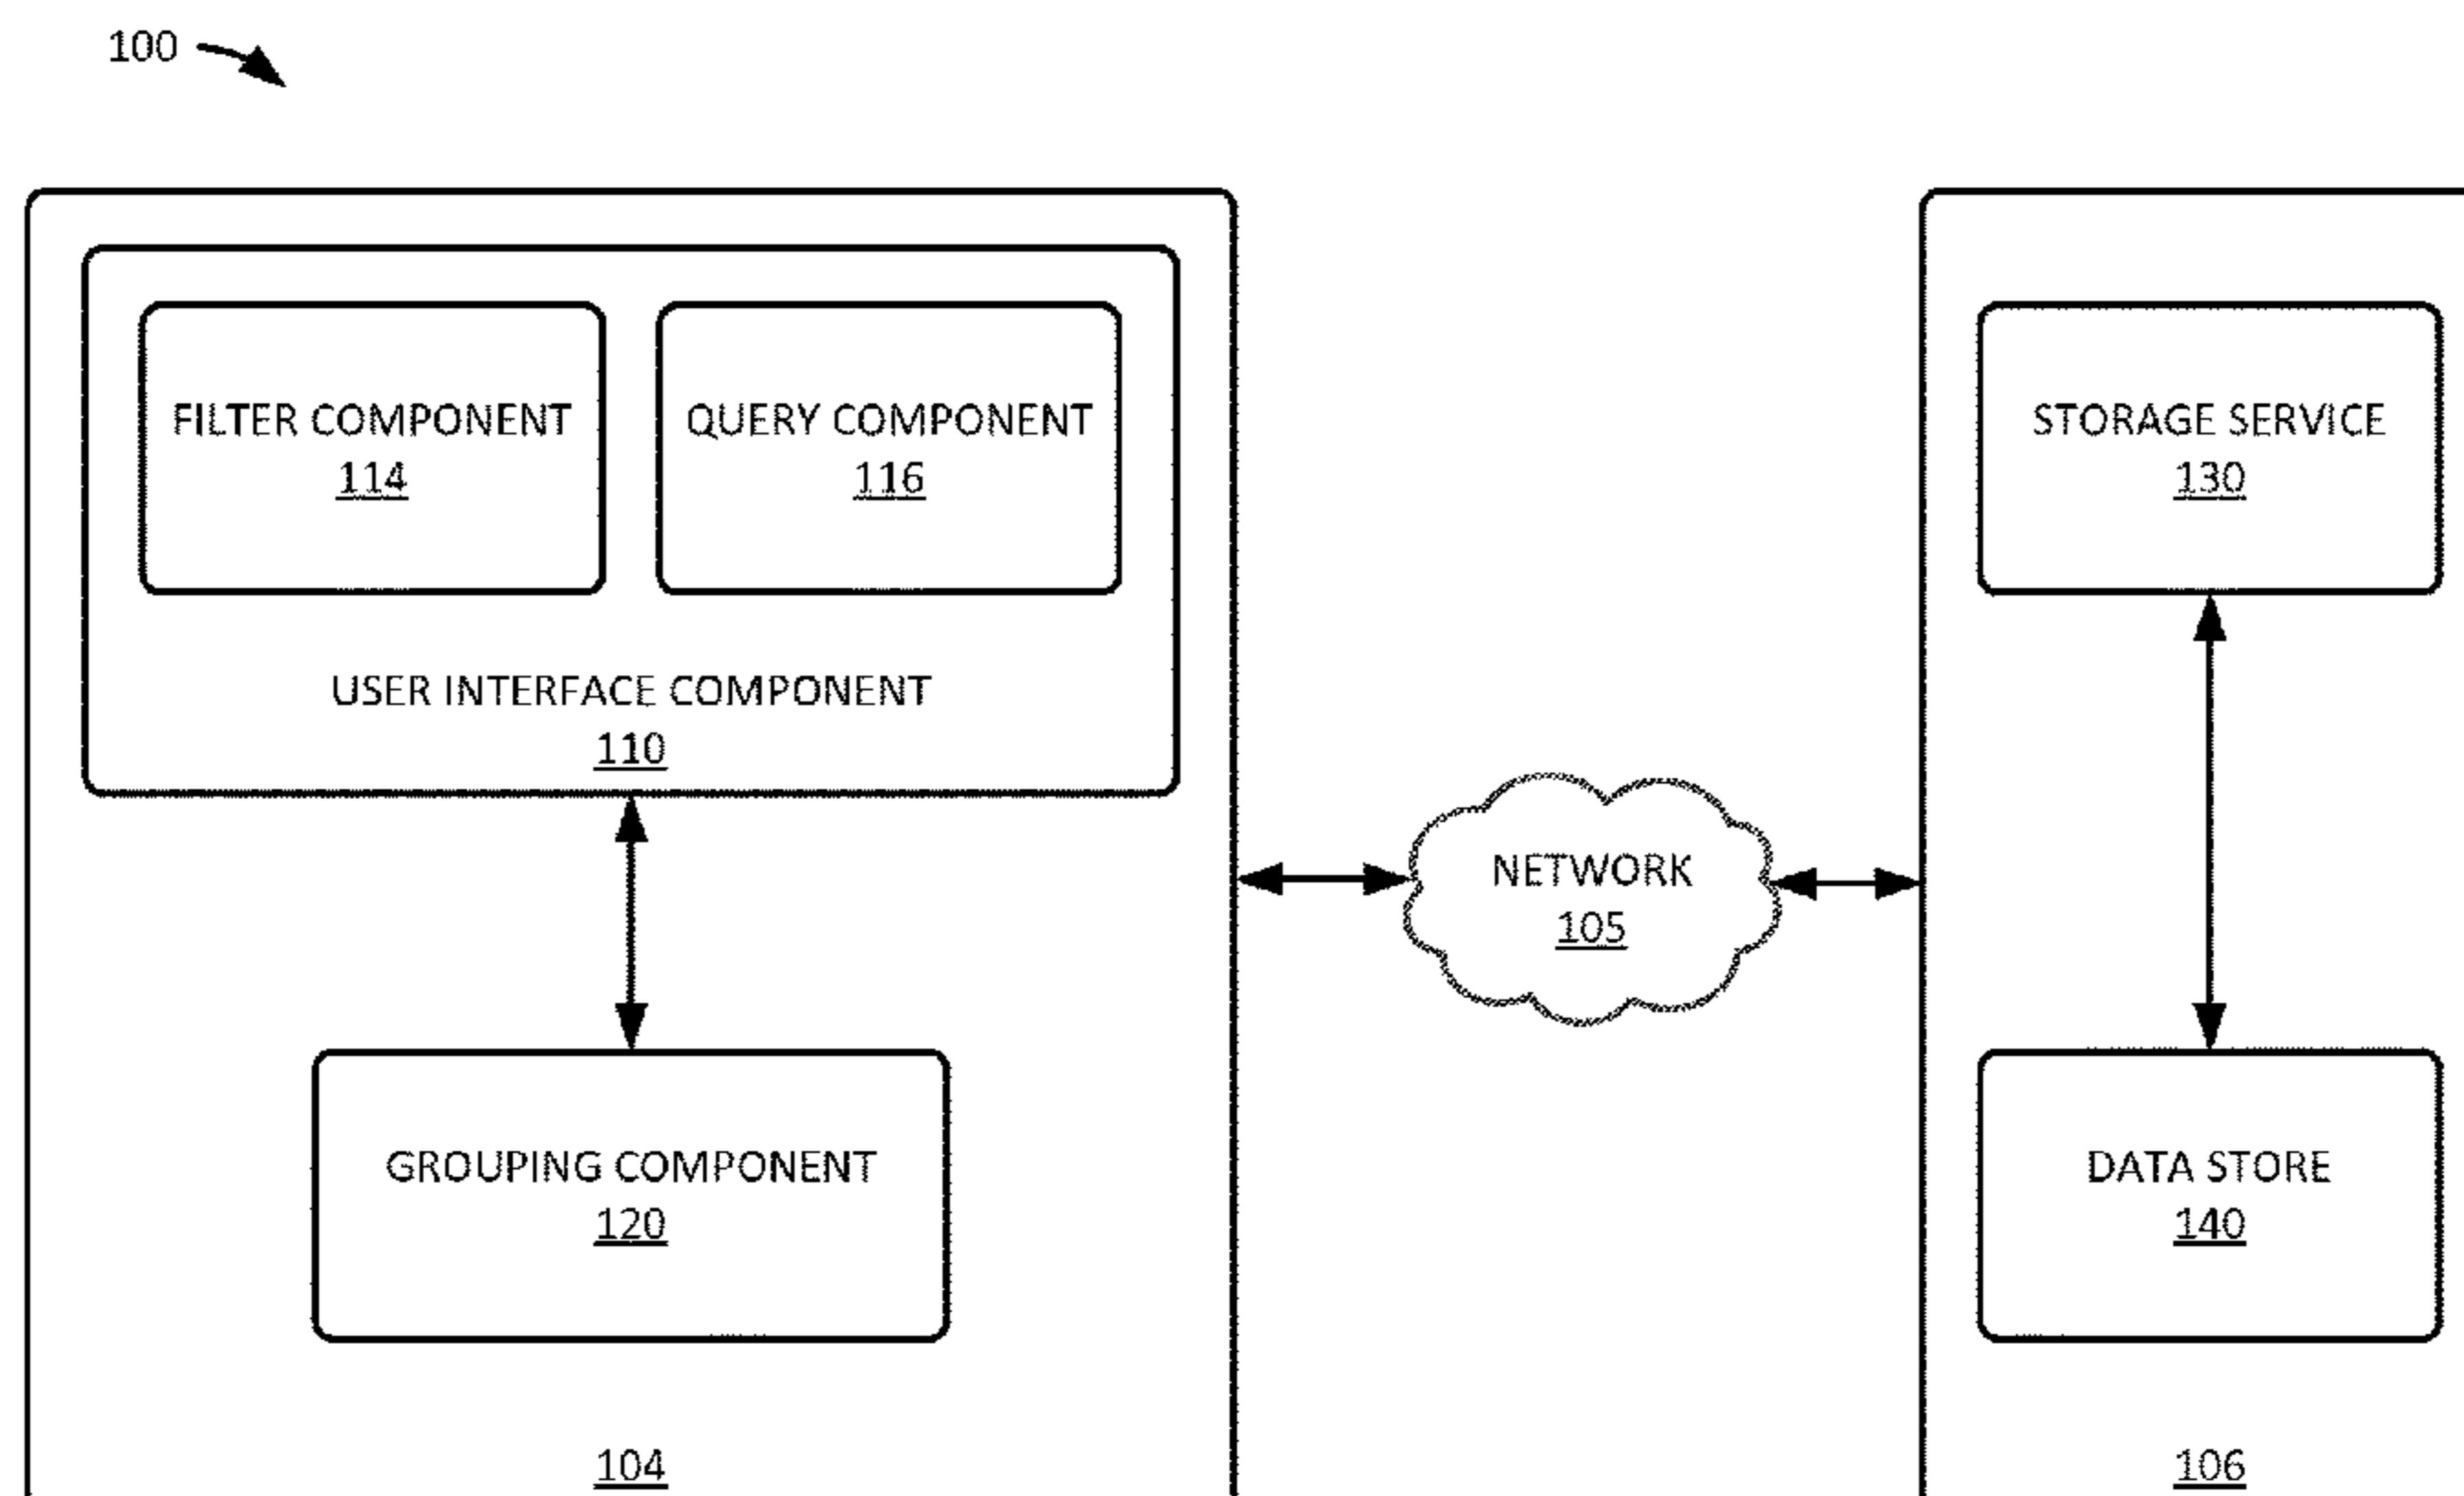 100
FILTER COMPONENT
114
QUERY COMPONENT
116
USER INTERFACE COMPONENT
110
GROUPING COMPONENT
120
104
NETWORK
105
STORAGE SERVICE
130
DATA STORE
140
106